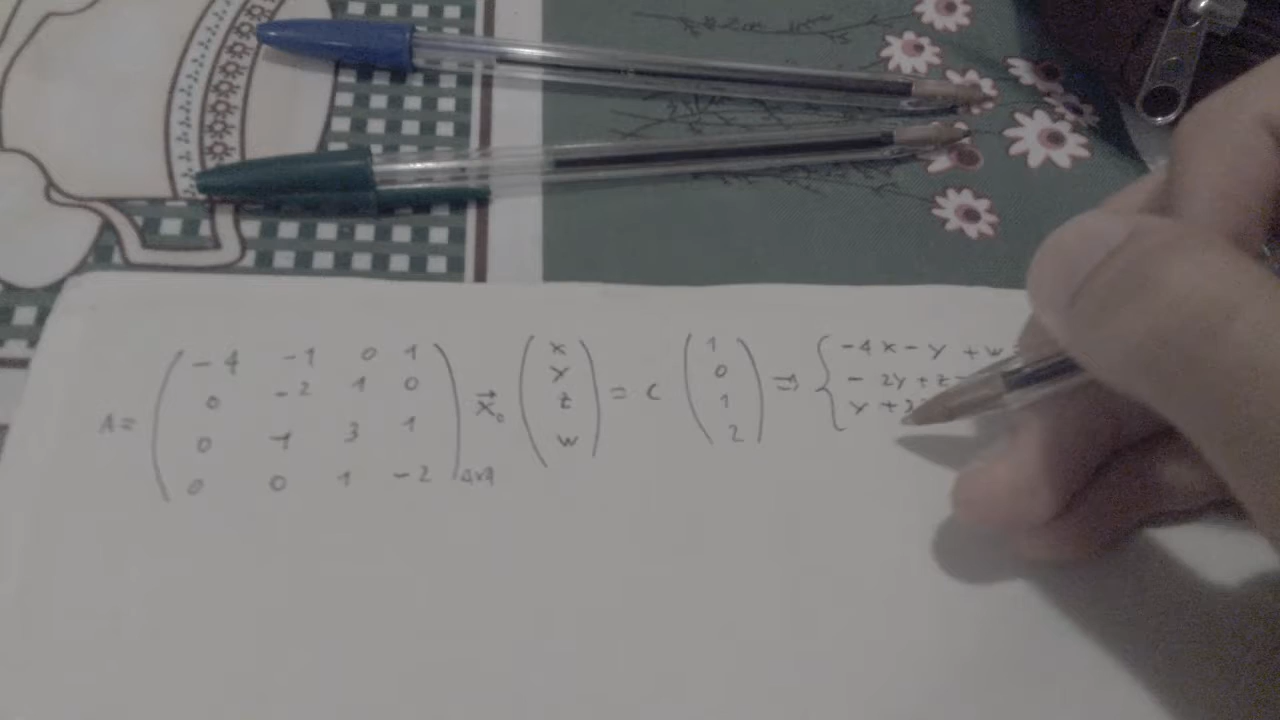 A = ( -4 -1 0 1 ) x⃗₀ ( x ) = c ( 1 ) ⇒ { -4x - y + w
0 -2 1 0 y 0 - 2y + z
0 1 3 1 z 1 y + 3
0 0 1 -2 4x4 w 2